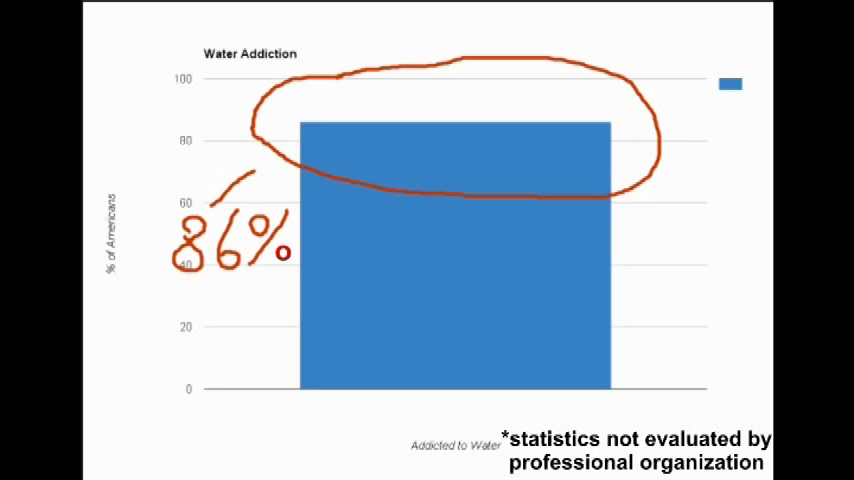 Water Addiction
100
80
60
86%
40
20
0
% of Americans
Addicted to Water
*statistics not evaluated by
professional organization